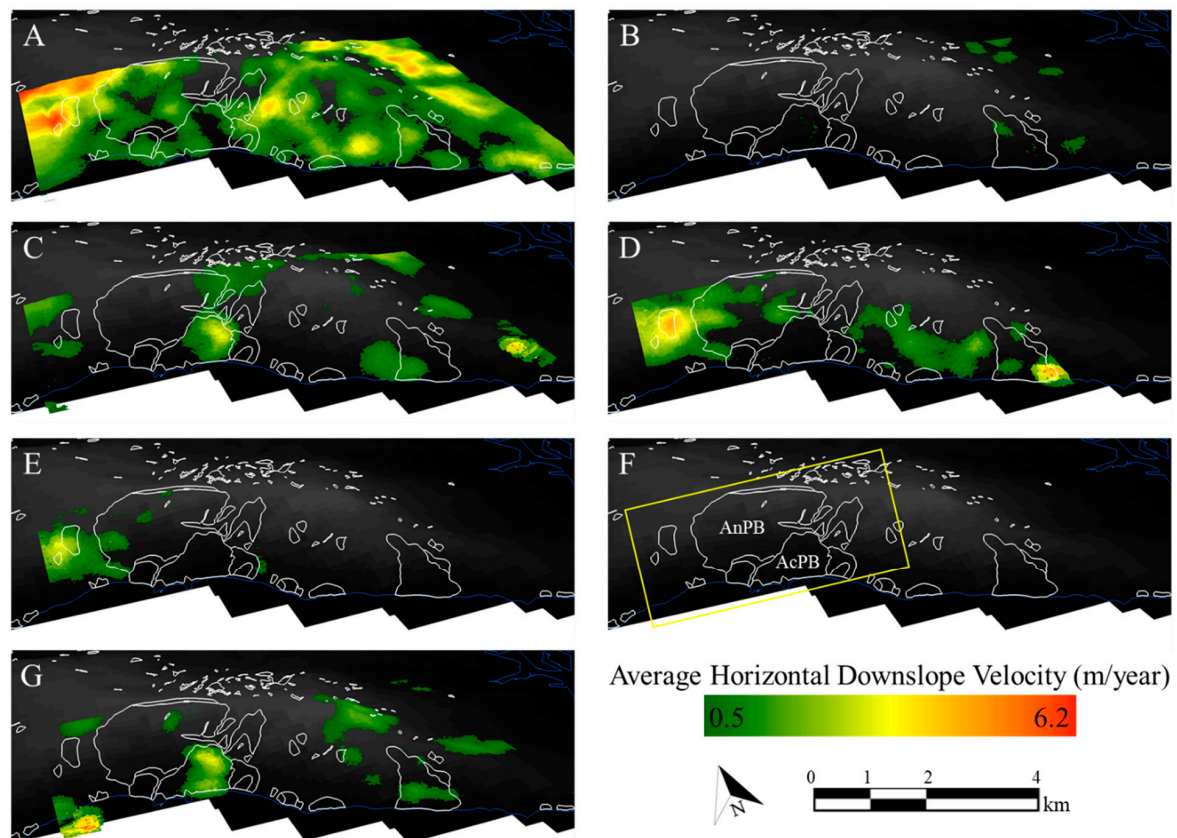 A
B
C
D
E
F
AnPB
AcPB
G
Average Horizontal Downslope Velocity (m/year)
0.5 6.2
N
0 1 2 4
km